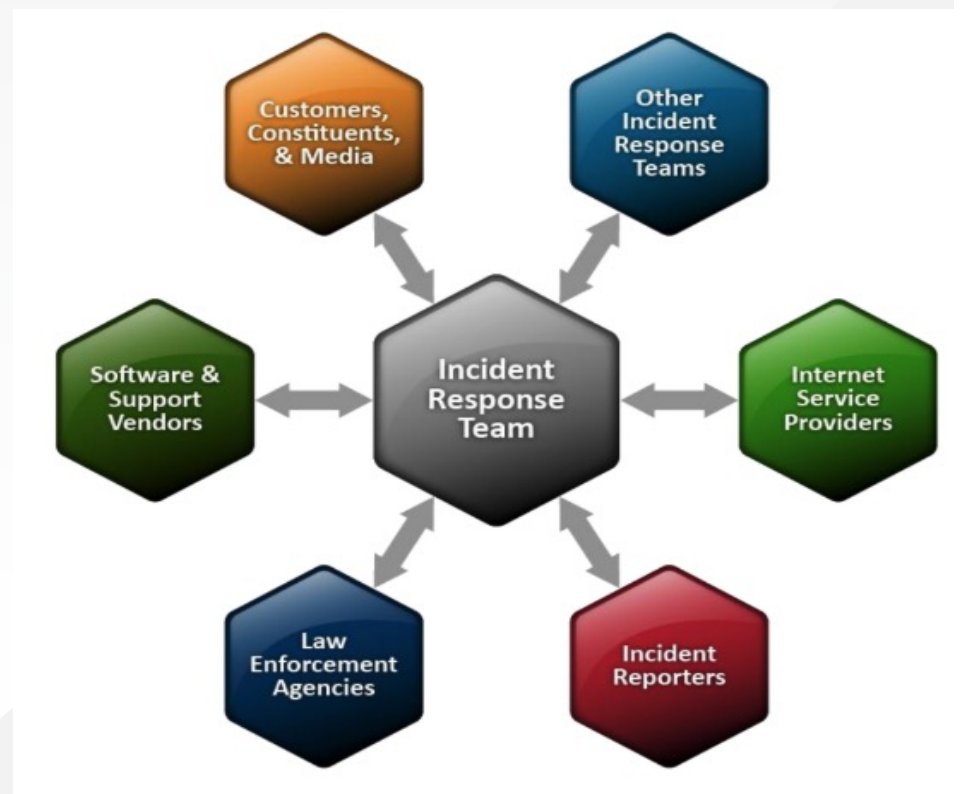 Customers,
Constituents,
& Media
Other
Incident
Response
Teams
Software &
Support
Vendors
Incident
Response
Team
Internet
Service
Providers
Law
Enforcement
Agencies
Incident
Reporters